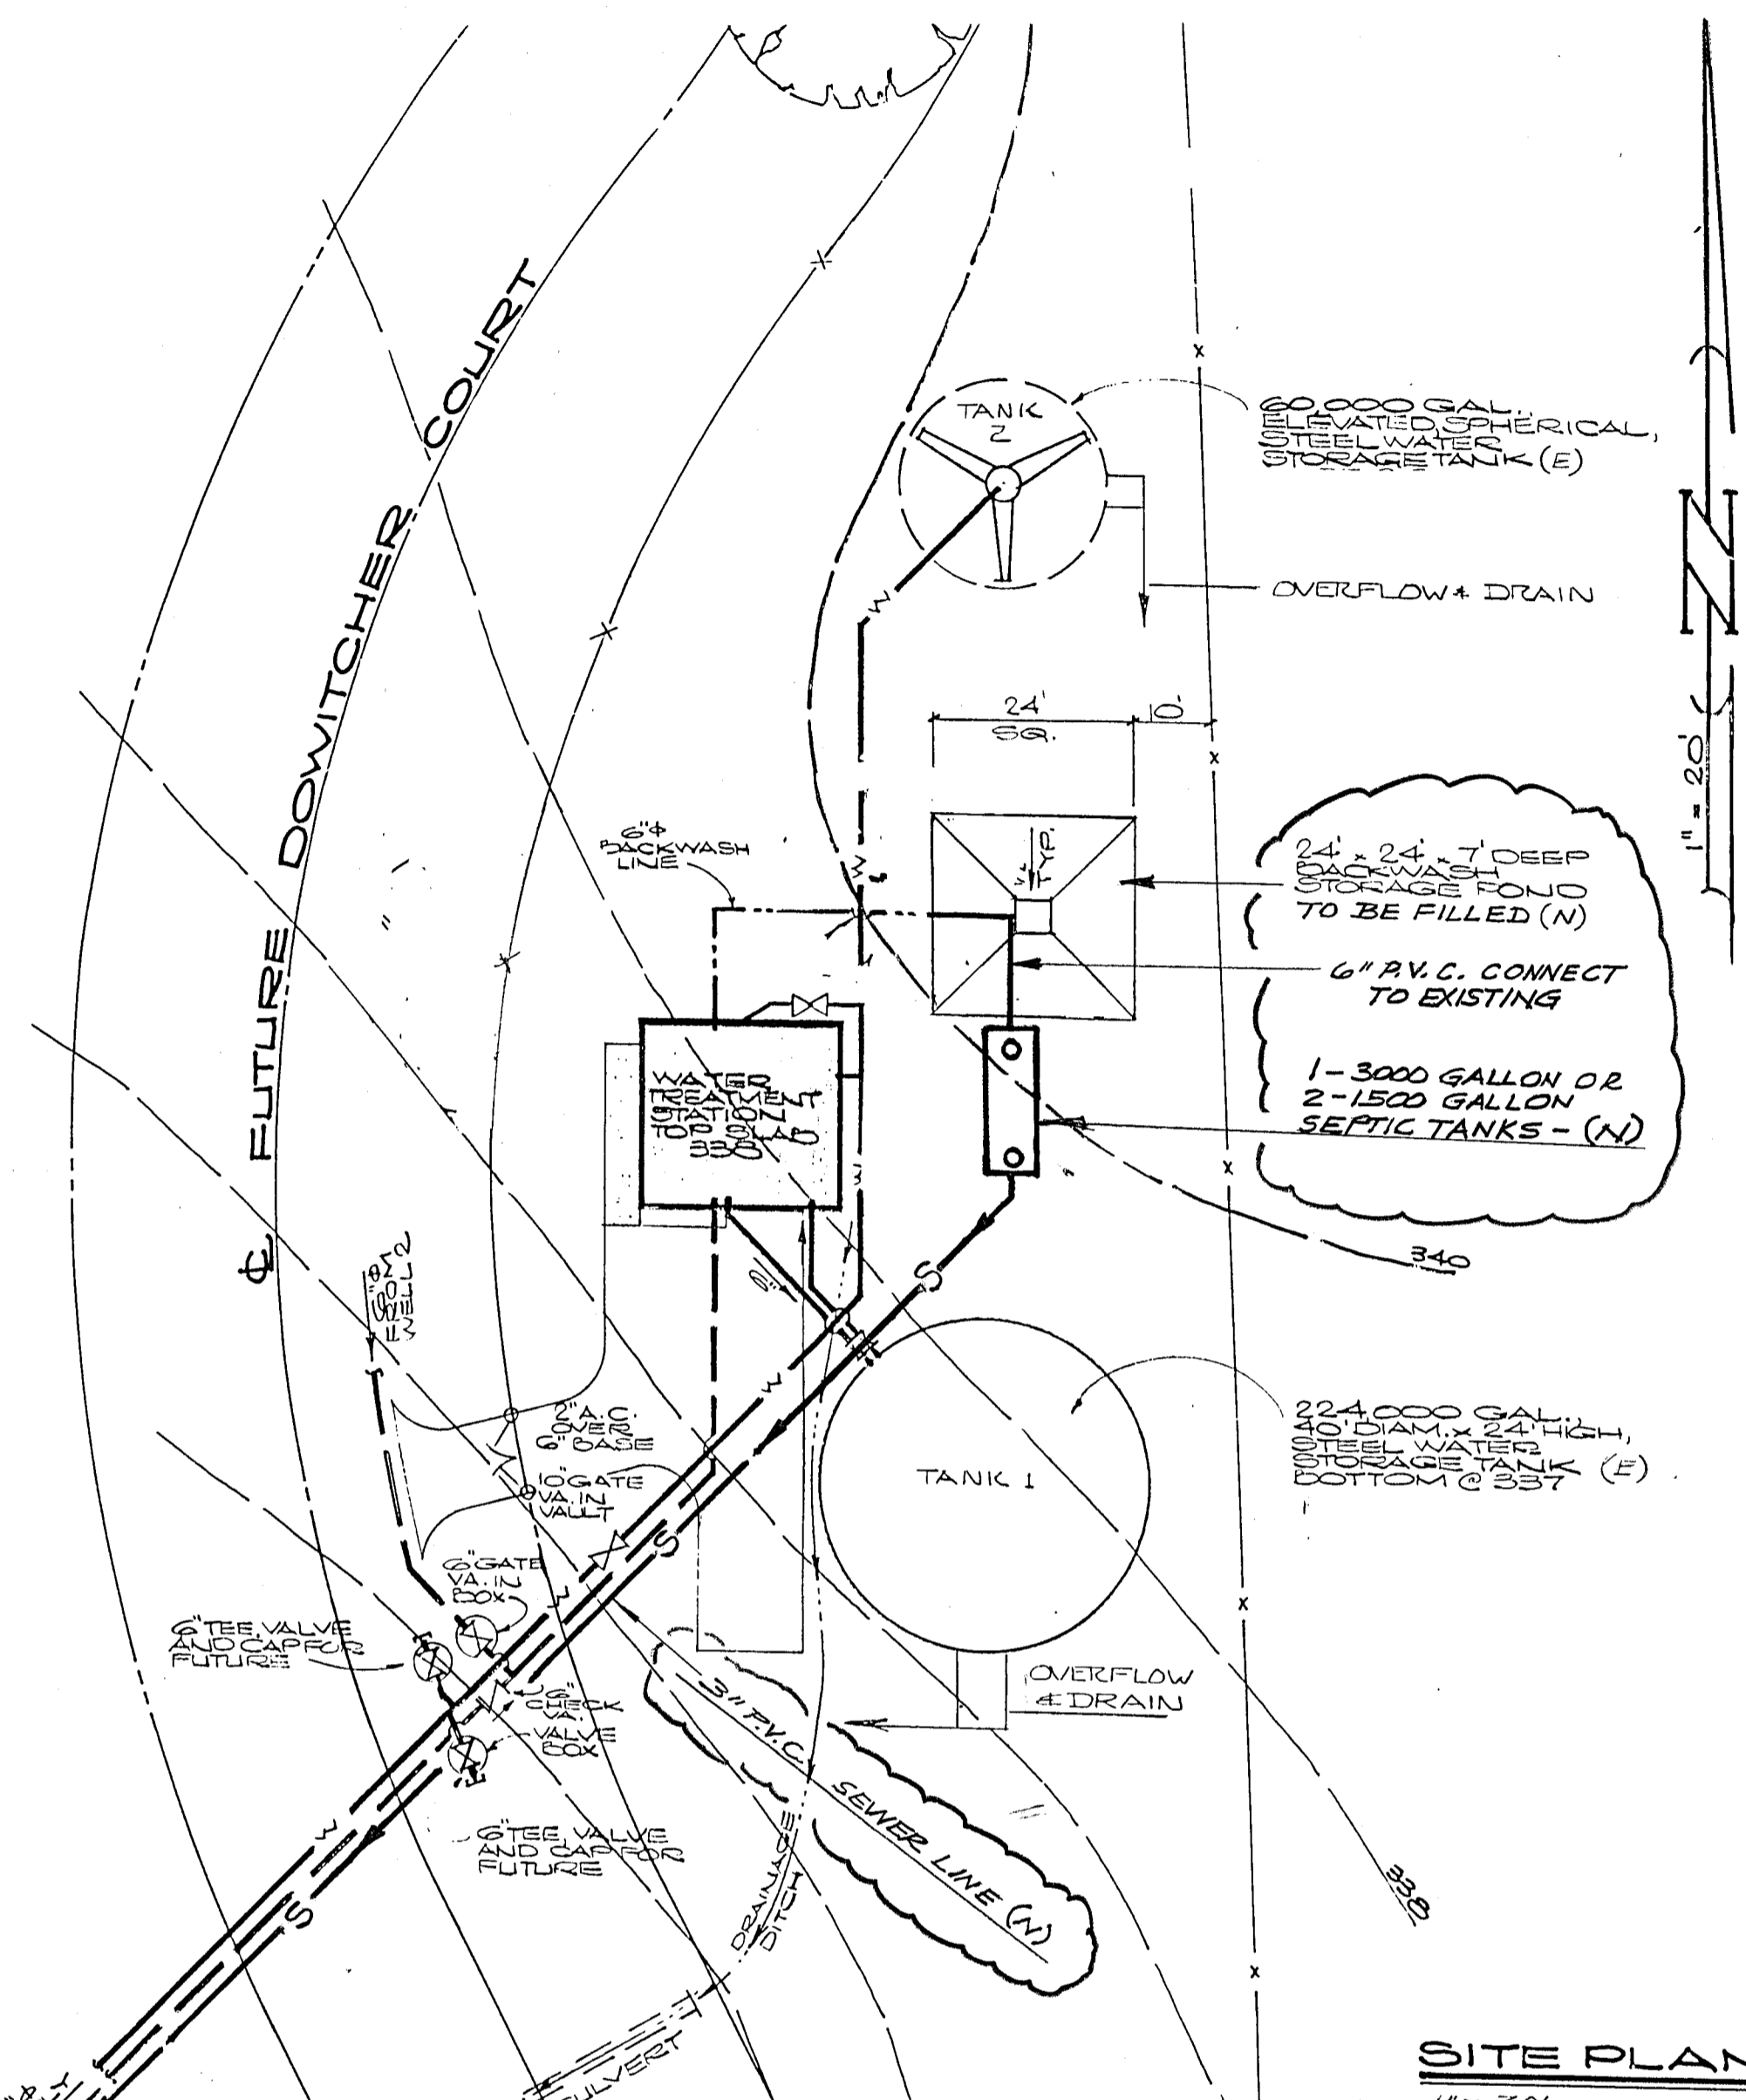 TANK
2
60,000 GAL.,
ELEVATED, SPHERICAL,
STEEL WATER
STORAGE TANK (E)
OVERFLOW & DRAIN
N
1" = 20'
24'
SQ.
10'
TYP.
24' x 24' x 7' DEEP
BACKWASH
STORAGE POND
TO BE FILLED (N)
6" P.V.C. CONNECT
TO EXISTING
1-3000 GALLON OR
2-1500 GALLON
SEPTIC TANKS - (N)
℄ FUTURE DOWITCHER COURT
6"ϕ
BACKWASH
LINE
W
W
WATER
TREATMENT
STATION
TOP SLAB
338
W
340
6"ϕ
FROM
WELL 2
6"
S
W
2" A.C.
OVER
6" BASE
10" GATE
VA. IN
VAULT
TANK 1
224,000 GAL.,
40' DIAM. x 24' HIGH,
STEEL WATER
STORAGE TANK (E)
BOTTOM @ 337
S
6" GATE
VA. IN
BOX
6" TEE, VALVE
AND CAP FOR
FUTURE
6"
CHECK
VA.
VALVE
BOX
OVERFLOW
& DRAIN
3" P.V.C.
SEWER LINE (N)
6" TEE, VALVE
AND CAP FOR
FUTURE
W
S
DRAINAGE
DITCH
338
CULVERT
SITE PLAN